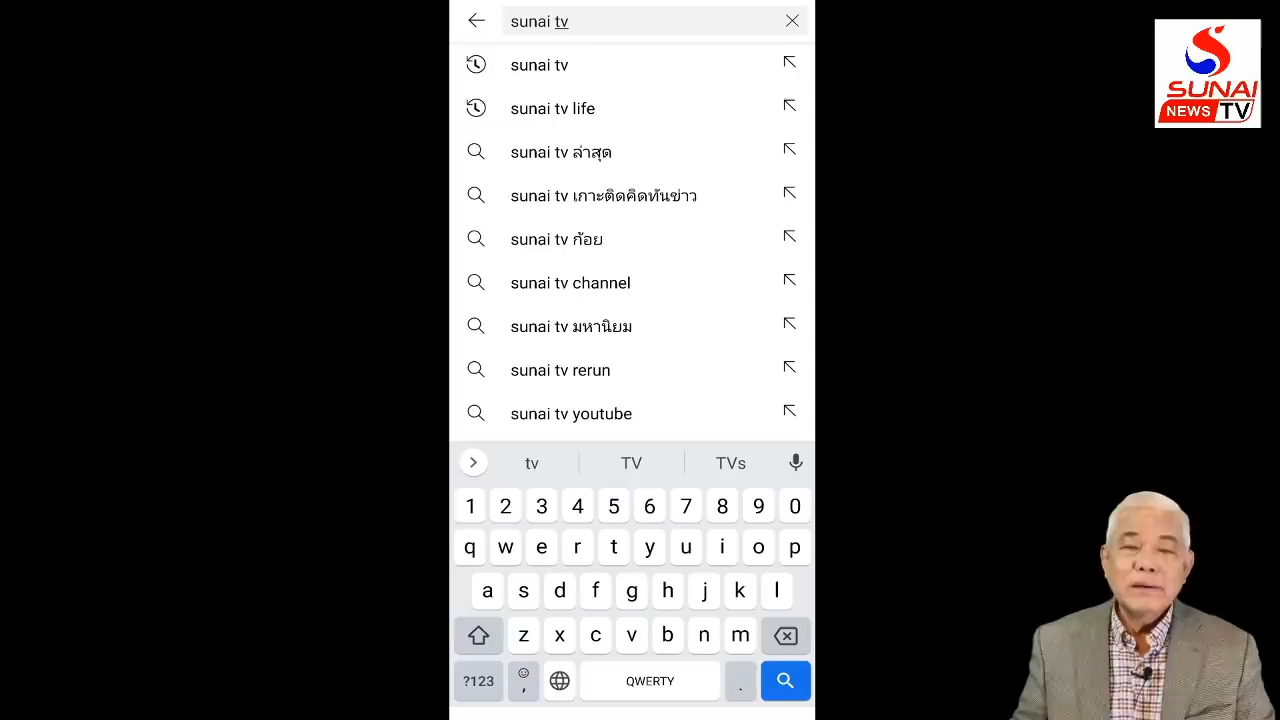 sunai tv
sunai tv
sunai tv life
sunai tv ล่าสุด
sunai tv เกาะติดคิดทันข่าว
sunai tv ก้อย
sunai tv channel
sunai tv มหานิยม
sunai tv rerun
sunai tv youtube
tv TV TVs
1 2 3 4 5 6 7 8 9 0
q w e r t y u i o p
a s d f g h j k l
z x c v b n m
?123 , QWERTY .
SUNAI
NEWS TV